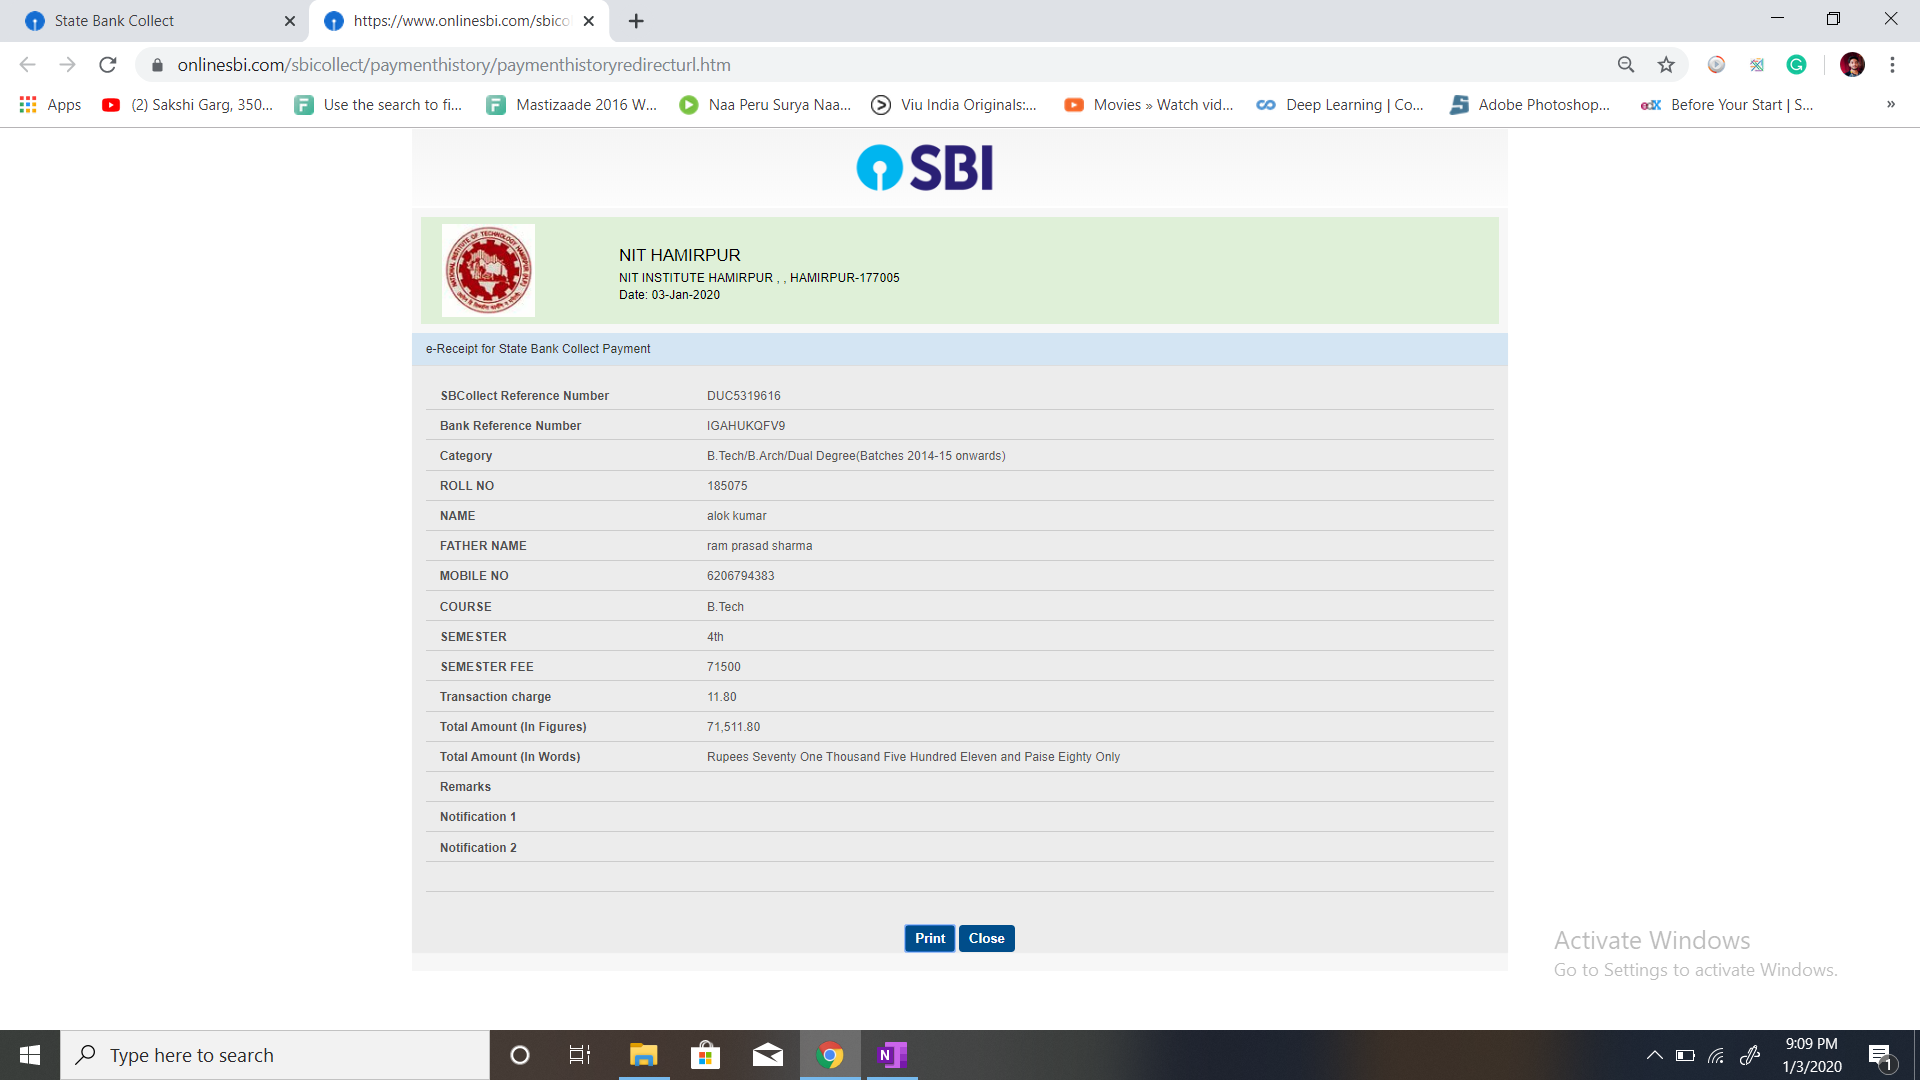 State Bank Collect
https://www.onlinesbi.com/sbico
onlinesbi.com/sbicollect/paymenthistory/paymenthistoryredirecturl.htm
Apps
(2) Sakshi Garg, 350...
Use the search to fi...
Mastizaade 2016 W...
Naa Peru Surya Naa...
Viu India Originals:...
Movies » Watch vid...
Deep Learning | Co...
Adobe Photoshop...
Before Your Start | S...
SBI
NIT HAMIRPUR
NIT INSTITUTE HAMIRPUR , , HAMIRPUR-177005
Date: 03-Jan-2020
e-Receipt for State Bank Collect Payment
SBCollect Reference Number DUC5319616
Bank Reference Number IGAHUKQFV9
Category B.Tech/B.Arch/Dual Degree(Batches 2014-15 onwards)
ROLL NO 185075
NAME alok kumar
FATHER NAME ram prasad sharma
MOBILE NO 6206794383
COURSE B.Tech
SEMESTER 4th
SEMESTER FEE 71500
Transaction charge 11.80
Total Amount (In Figures) 71,511.80
Total Amount (In Words) Rupees Seventy One Thousand Five Hundred Eleven and Paise Eighty Only
Remarks
Notification 1
Notification 2
Print Close
Activate Windows
Go to Settings to activate Windows.
Type here to search
9:09 PM
1/3/2020
1